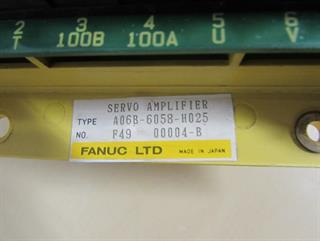 2 3 4 5 6
T 100B 100A U V
SERVO AMPLIFIER
TYPE A06B-6058-H025
NO. F49 00004-B
FANUC LTD MADE IN JAPAN